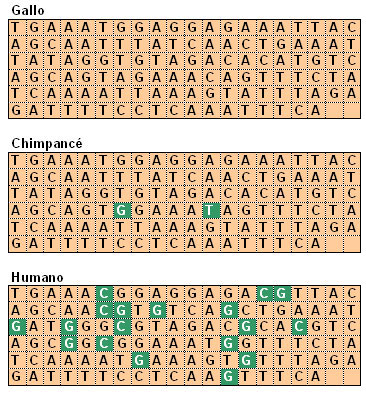 Gallo
T G A A A T G G A G G A G A A A T T A C
A G C A A T T T A T C A A C T G A A A T
T A T A G G T G T A G A C A C A T G T C
A G C A G T A G A A A C A G T T T C T A
T C A A A A T T A A A G T A T T T A G A
G A T T T T C C T C A A A T T T C A
Chimpancé
T G A A A T G G A G G A G A A A T T A C
A G C A A T T T A T C A A C T G A A A T
T A T A G G T G T A G A C A C A T G T C
A G C A G T G G A A A T A G T T T C T A
T C A A A A T T A A A G T A T T T A G A
G A T T T T C C T C A A A T T T C A
Humano
T G A A A C G G A G G A G A C G T T A C
A G C A A C G T G T C A G C T G A A A T
G A T G G G C G T A G A C G C A C G T C
A G C G G C G G A A A T G G T T T C T A
T C A A A A T G A A A G T G T T T A G A
G A T T T T C C T C A A G T T T C A